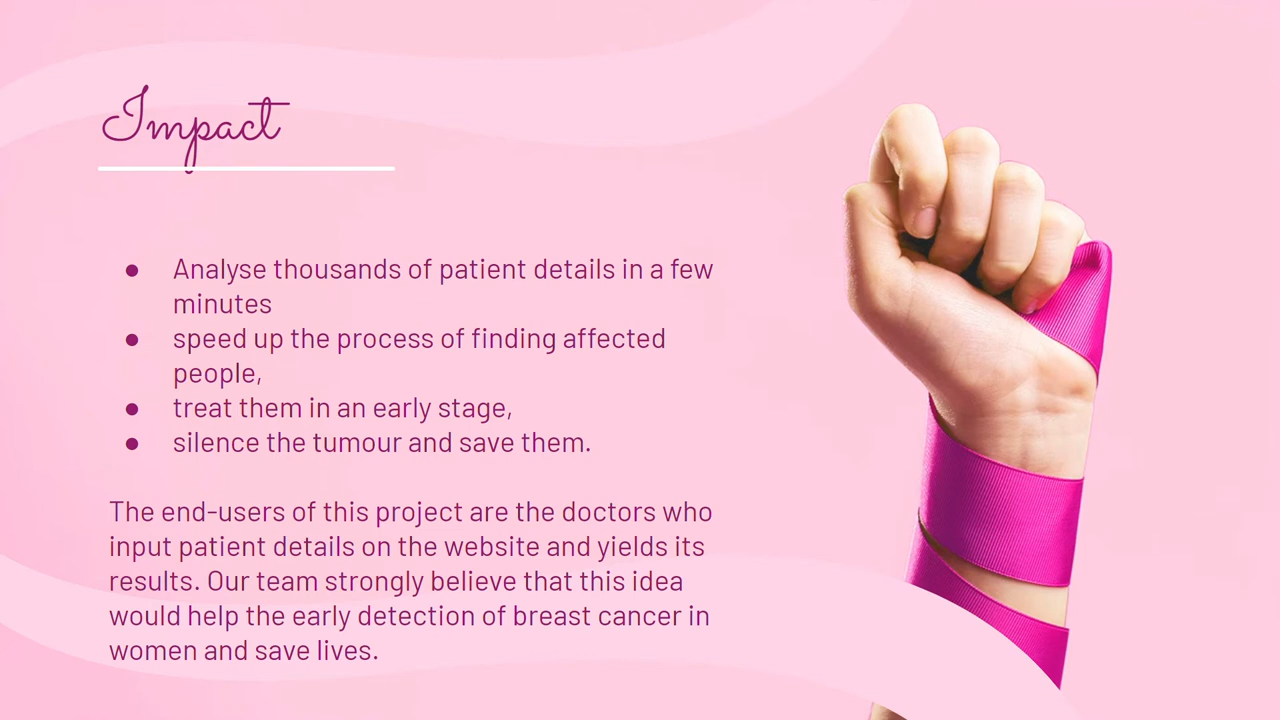 Impact
● Analyse thousands of patient details in a few
minutes
● speed up the process of finding affected
people,
● treat them in an early stage,
● silence the tumour and save them.
The end-users of this project are the doctors who
input patient details on the website and yields its
results. Our team strongly believe that this idea
would help the early detection of breast cancer in
women and save lives.